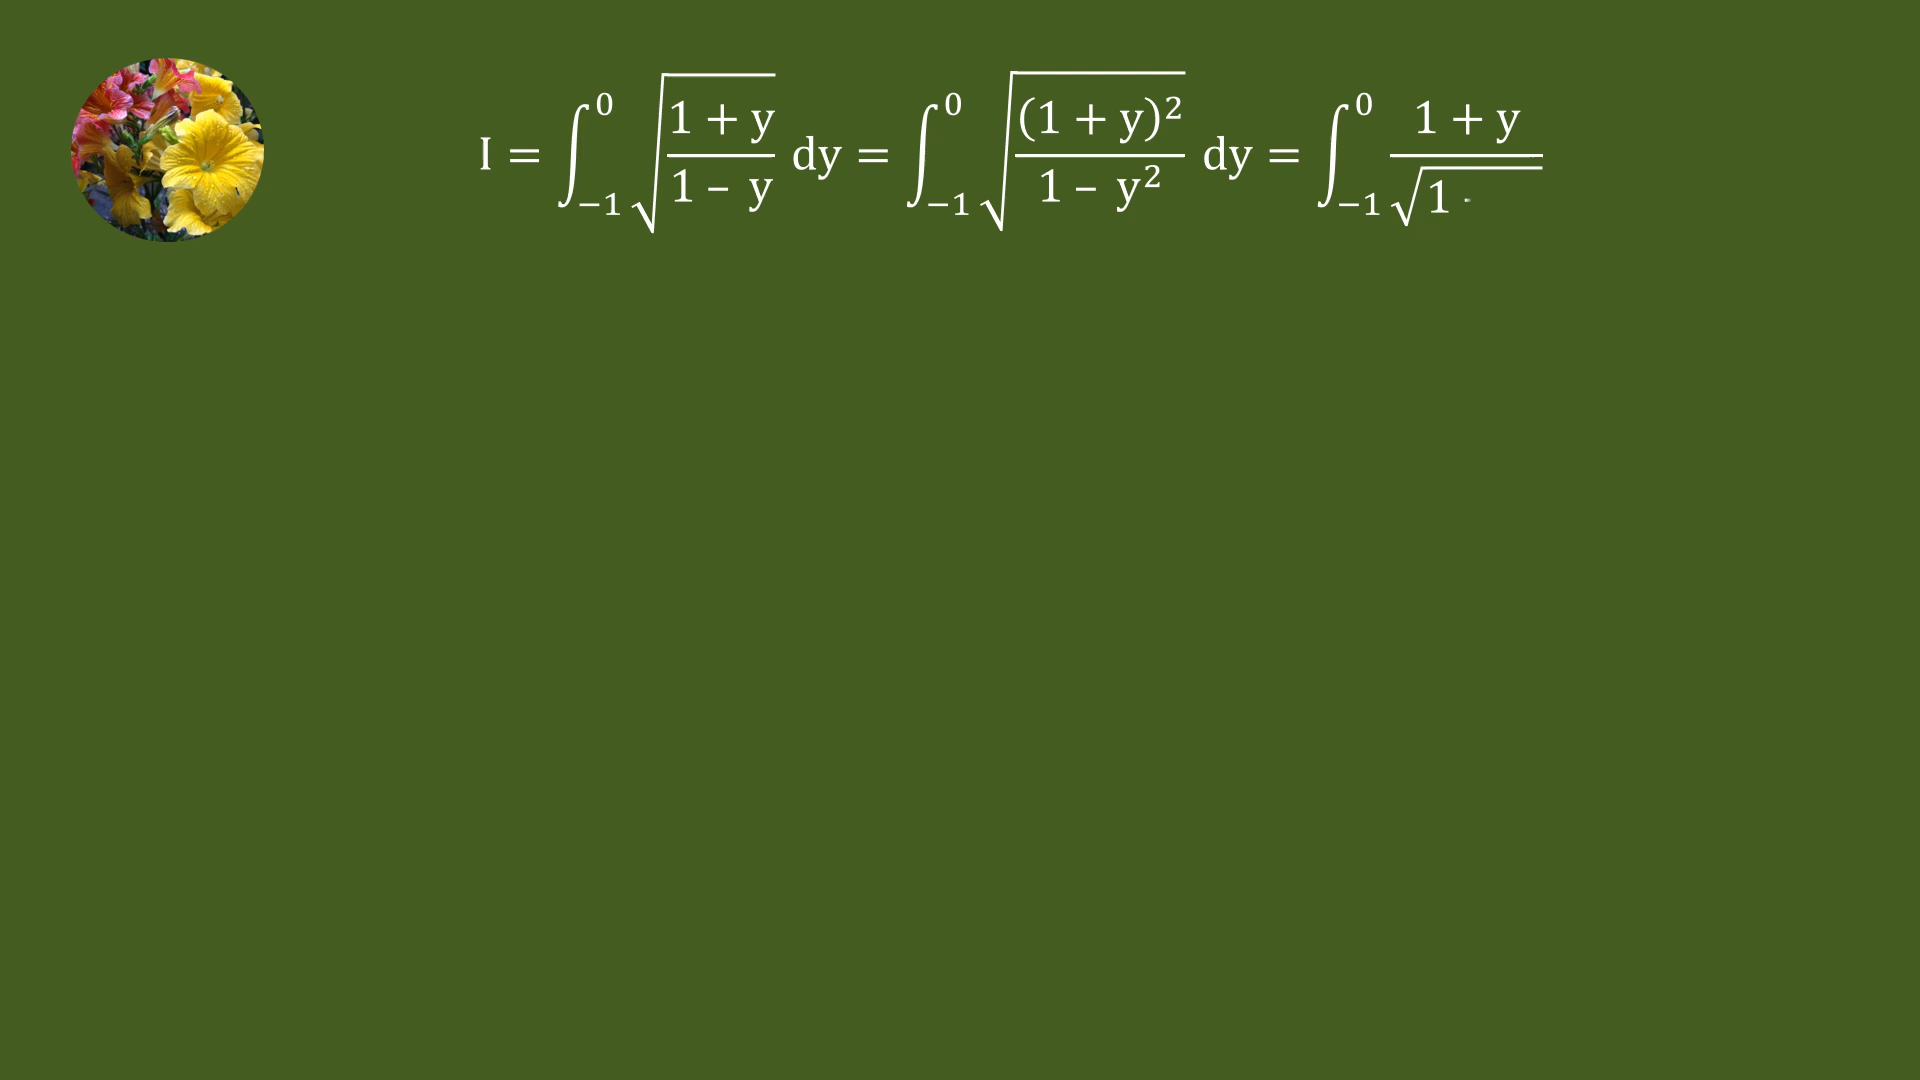 I = ∫₋₁⁰ √((1 + y)/(1 − y)) dy = ∫₋₁⁰ √((1 + y)²/(1 − y²)) dy = ∫₋₁⁰ (1 + y)/√(1